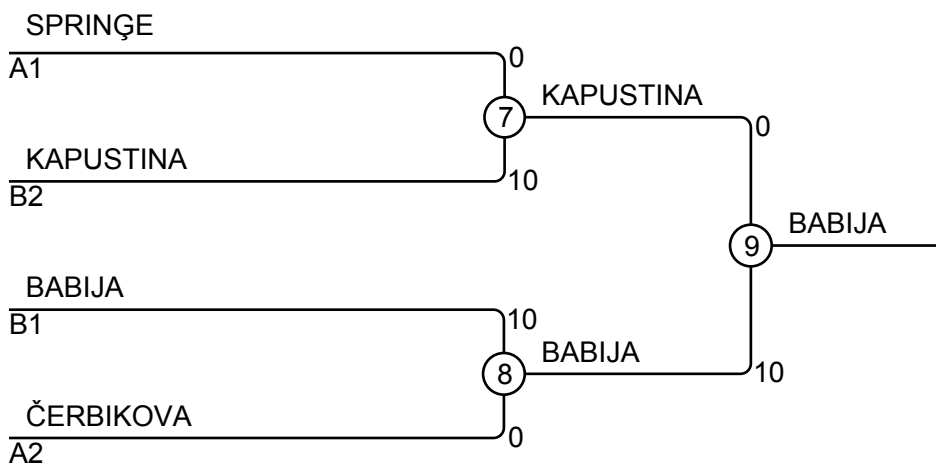 SPRINĢE
A1
0
7
KAPUSTINA
0
KAPUSTINA
B2
10
9
BABIJA
BABIJA
B1
10
8
BABIJA
10
ČERBIKOVA
A2
0